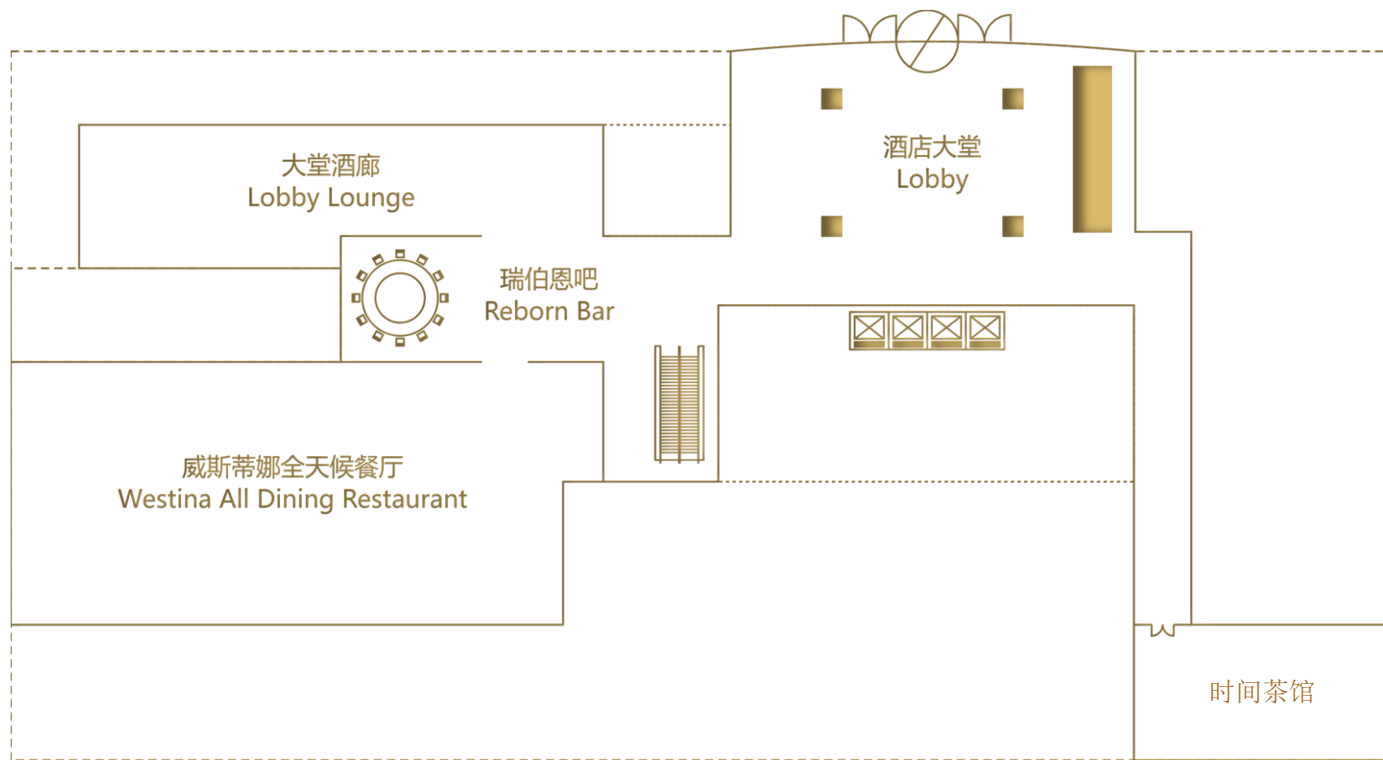 酒店大堂
Lobby
大堂酒廊
Lobby Lounge
瑞伯恩吧
Reborn Bar
威斯蒂娜全天候餐厅
Westina All Dining Restaurant
时间茶馆